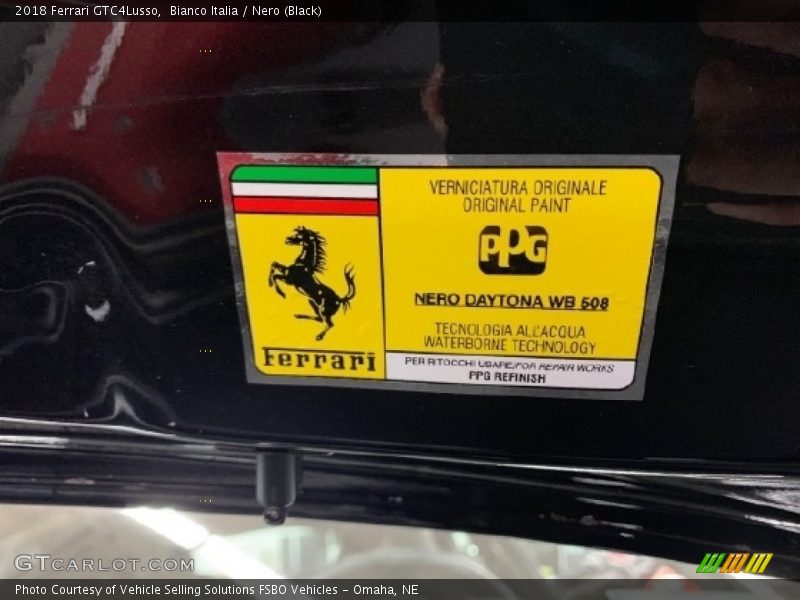 2018 Ferrari GTC4Lusso,  Bianco Italia / Nero (Black)
VERNICIATURA ORIGINALE
ORIGINAL PAINT
PPG
NERO DAYTONA WB 508
TECNOLOGIA ALL'ACQUA
WATERBORNE TECHNOLOGY
Ferrari
PER RITOCCHI USARE/FOR REPAIR WORKS
PPG REFINISH
GTCARLOT.COM
Photo Courtesy of Vehicle Selling Solutions FSBO Vehicles - Omaha, NE